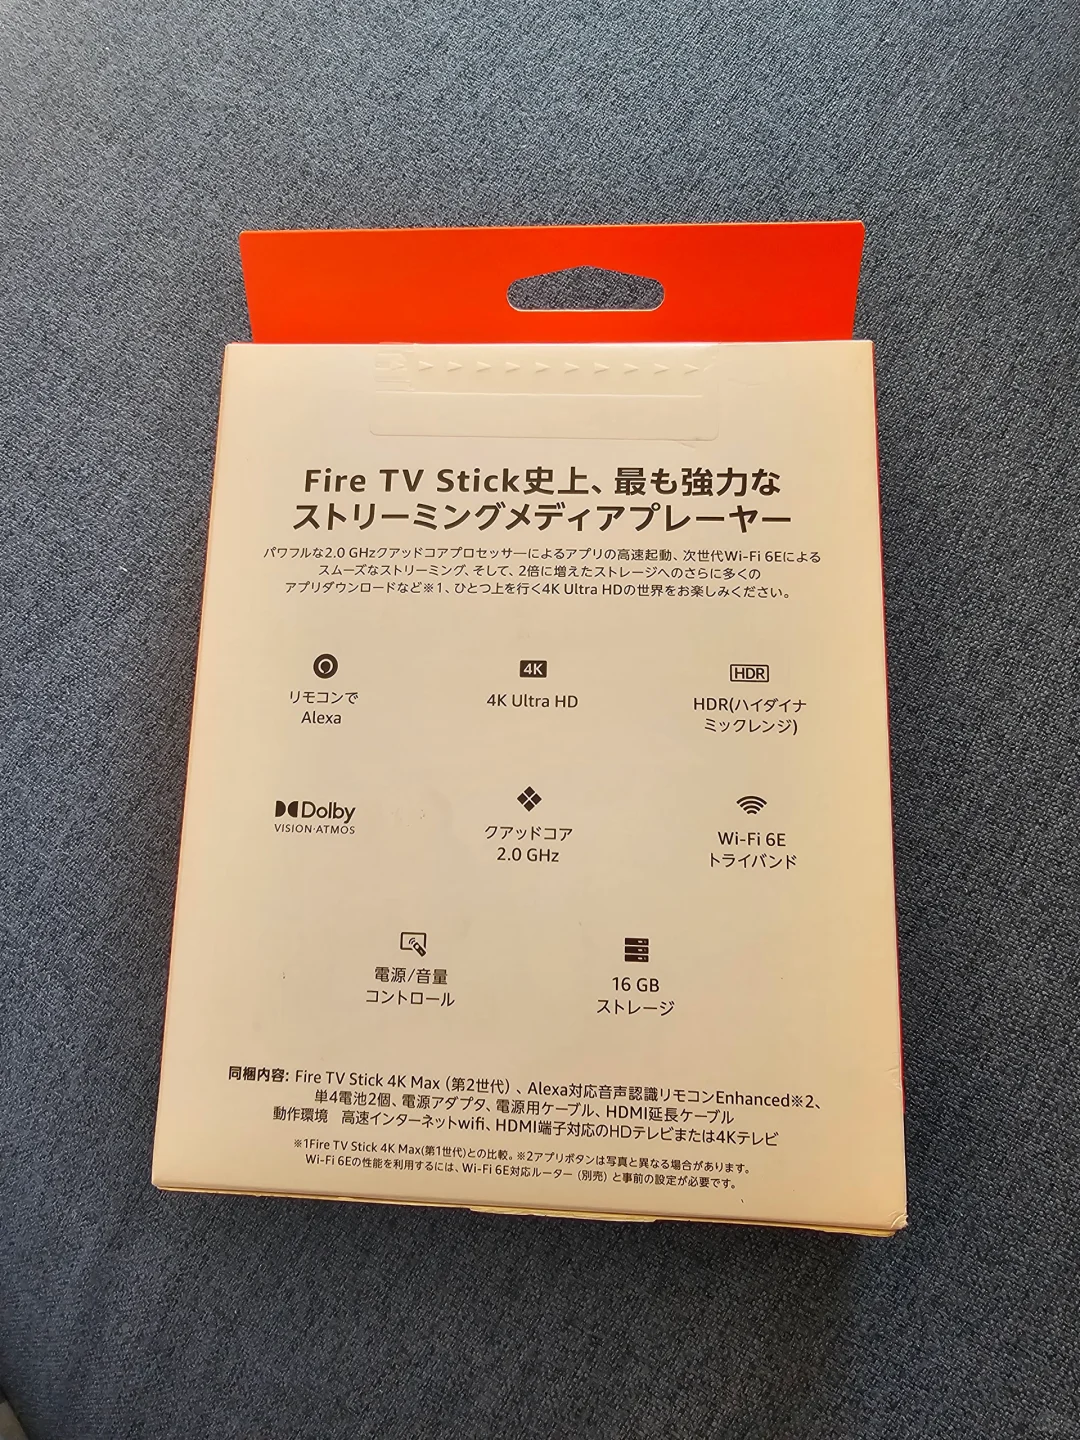 Fire TV Stick史上、最も強力な
ストリーミングメディアプレーヤー
パワフルな2.0 GHzクアッドコアプロセッサーによるアプリの高速起動、次世代Wi-Fi 6Eによる
スムーズなストリーミング、そして、2倍に増えたストレージへのさらに多くの
アプリダウンロードなど※1、ひとつ上を行く4K Ultra HDの世界をお楽しみください。
リモコンで
Alexa
4K
4K Ultra HD
HDR
HDR(ハイダイナ
ミックレンジ)
Dolby
VISION·ATMOS
クアッドコア
2.0 GHz
Wi-Fi 6E
トライバンド
電源/音量
コントロール
16 GB
ストレージ
同梱内容: Fire TV Stick 4K Max（第2世代）、Alexa対応音声認識リモコンEnhanced※2、
単4電池2個、電源アダプタ、電源用ケーブル、HDMI延長ケーブル
動作環境　高速インターネットwifi、HDMI端子対応のHDテレビまたは4Kテレビ
※1Fire TV Stick 4K Max(第1世代)との比較。※2アプリボタンは写真と異なる場合があります。
Wi-Fi 6Eの性能を利用するには、Wi-Fi 6E対応ルーター（別売）と事前の設定が必要です。